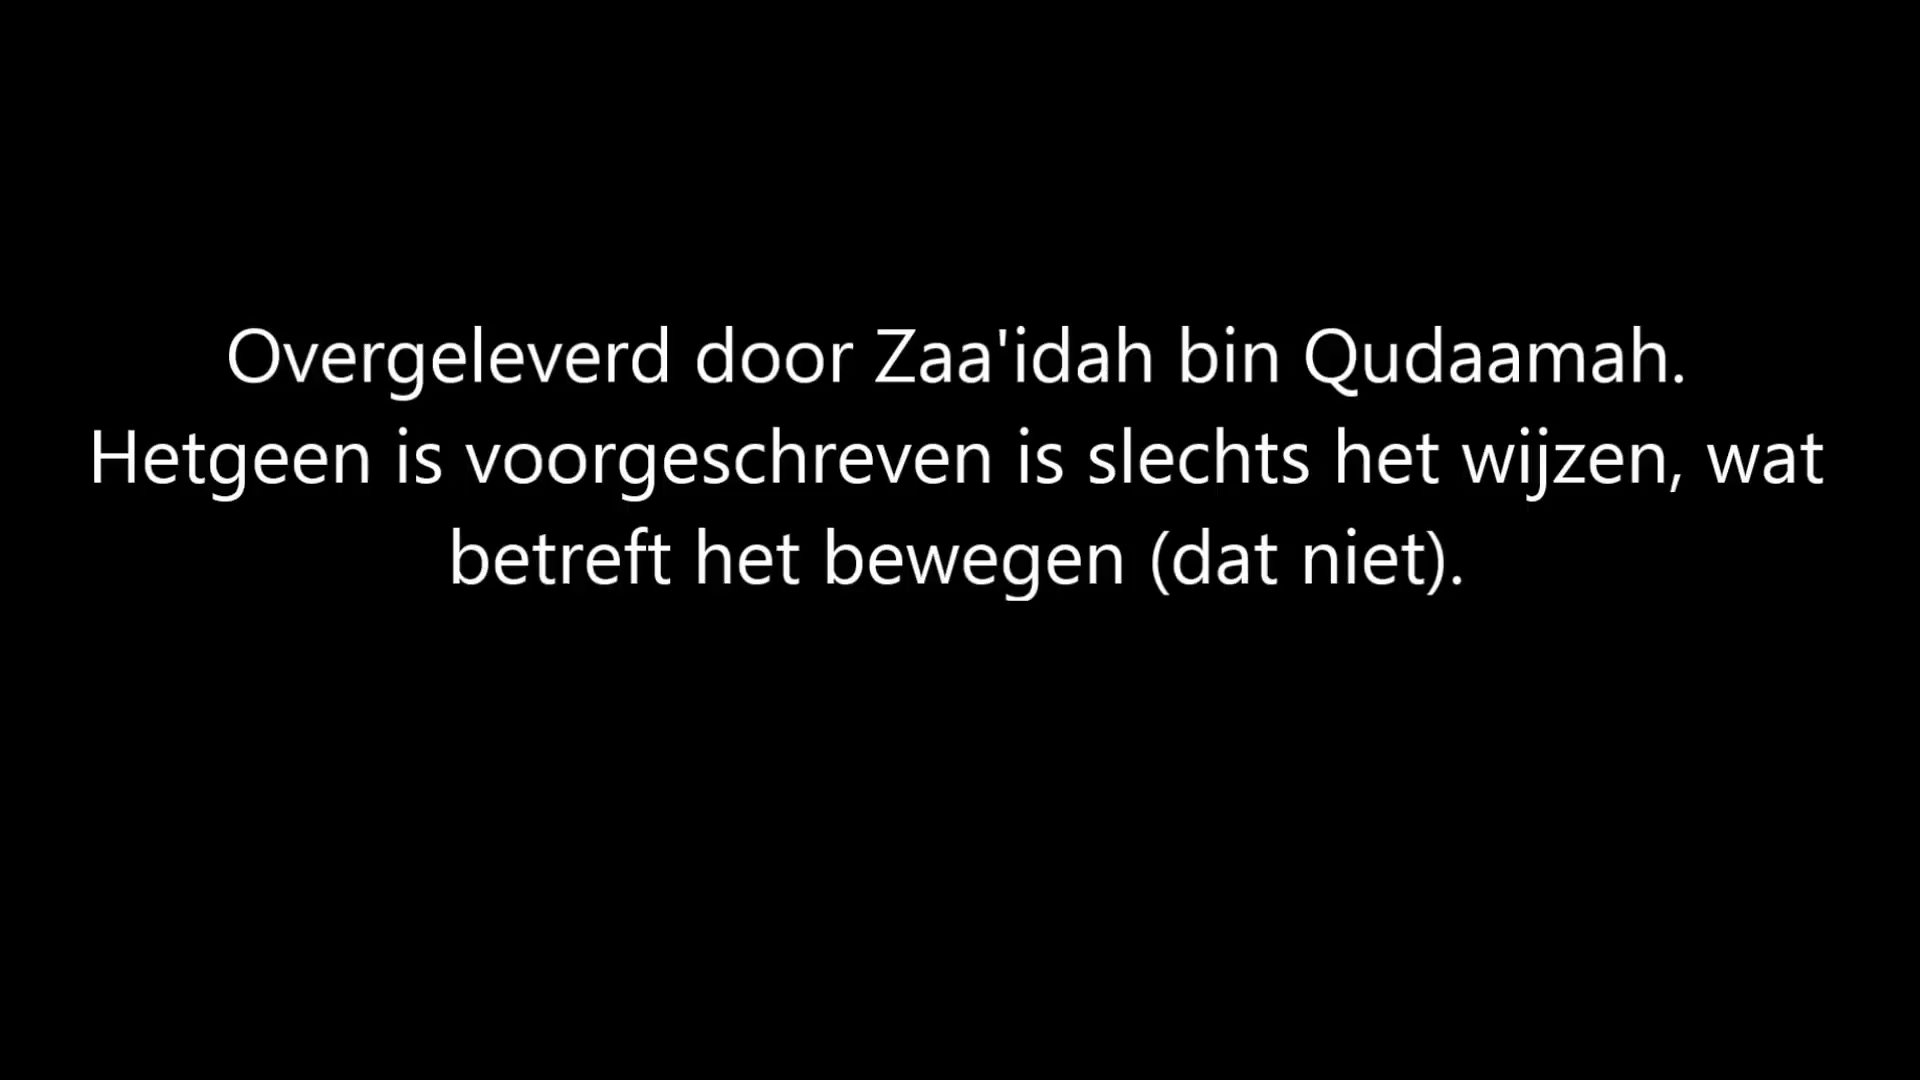 Overgeleverd door Zaa'idah bin Qudaamah.
Hetgeen is voorgeschreven is slechts het wijzen, wat
betreft het bewegen (dat niet).